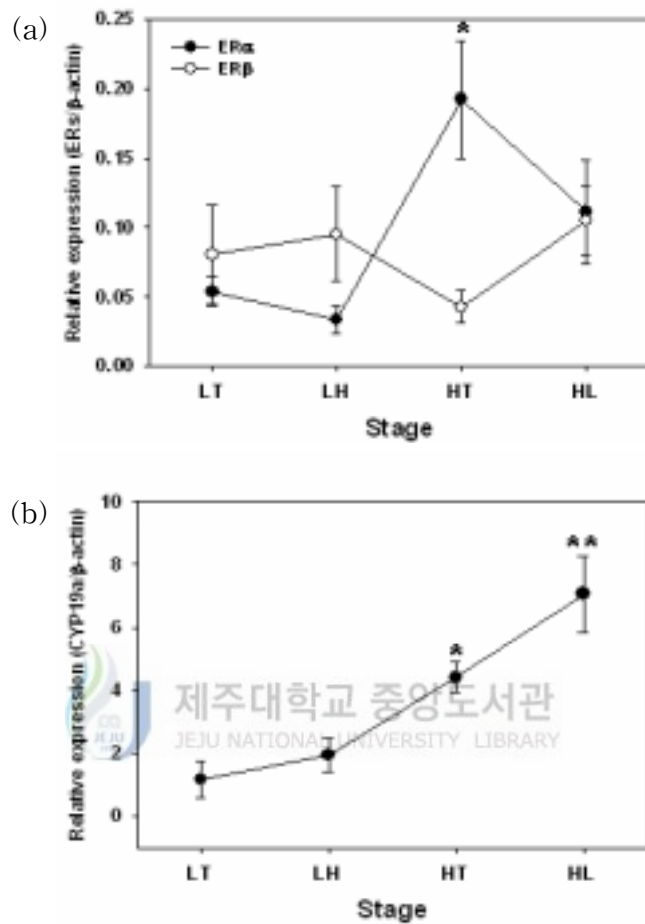 (a)
Relative expression (ERs/β-actin)
0.25
0.20
0.15
0.10
0.05
0.00
ERα
ERβ
*
LT LH HT HL
Stage
(b)
Relative expression (CYP19a/β-actin)
10
8
6
4
2
0
*
**
제주대학교 중앙도서관
JEJU NATIONAL UNIVERSITY LIBRARY
JEJU
LT LH HT HL
Stage